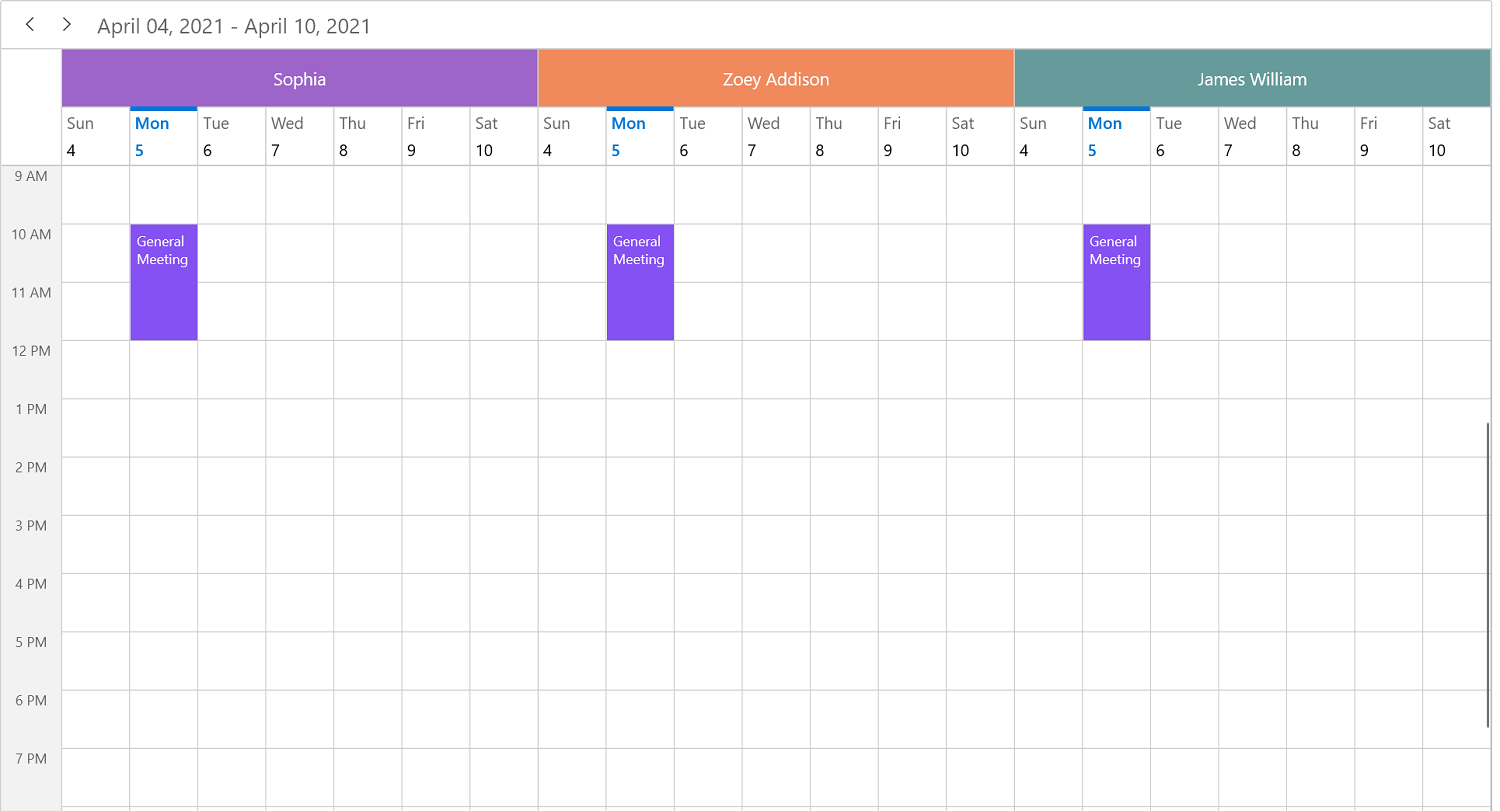 April 04, 2021 - April 10, 2021
Sophia Zoey Addison James William
Sun Mon Tue Wed Thu Fri Sat Sun Mon Tue Wed Thu Fri Sat Sun Mon Tue Wed Thu Fri Sat
4 5 6 7 8 9 10 4 5 6 7 8 9 10 4 5 6 7 8 9 10
9 AM
10 AM
General General General
Meeting Meeting Meeting
11 AM
12 PM
1 PM
2 PM
3 PM
4 PM
5 PM
6 PM
7 PM